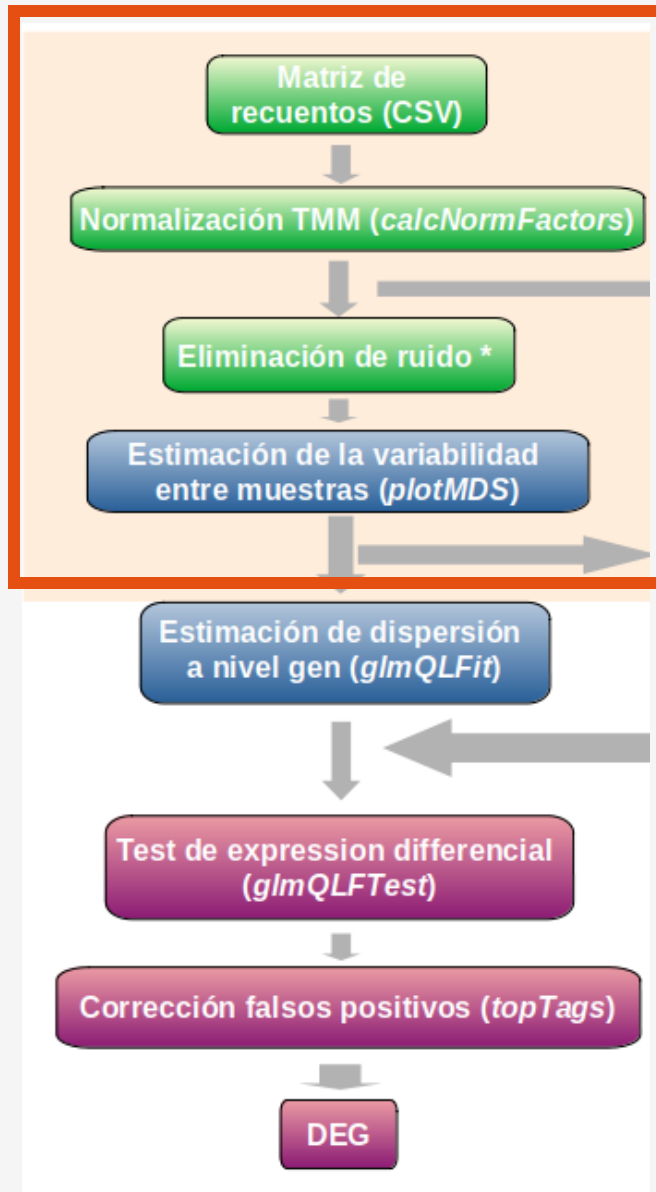 Matriz de
recuentos (CSV)
Normalización TMM (calcNormFactors)
Eliminación de ruido *
Estimación de la variabilidad
entre muestras (plotMDS)
Estimación de dispersión
a nivel gen (glmQLFit)
Test de expression differencial
(glmQLFTest)
Corrección falsos positivos (topTags)
DEG